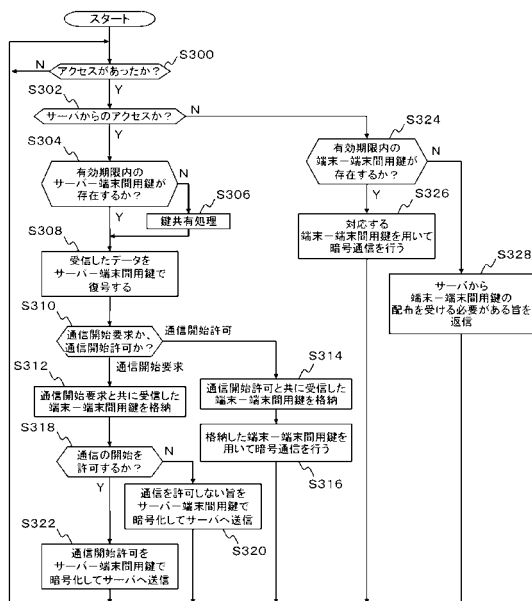 スタート
S300
アクセスがあったか？
N
Y
S302
サーバからのアクセスか？
N
Y
S304
有効期限内の
サーバー端末間用鍵が
存在するか？
N
Y
S306
鍵共有処理
S308
受信したデータを
サーバー端末間用鍵で
復号する
S310
通信開始要求か、
通信開始許可か？
通信開始許可
通信開始要求
S312
通信開始要求と共に受信した
端末－端末間用鍵を格納
S314
通信開始許可と共に受信した
端末－端末間用鍵を格納
格納した端末－端末間用鍵を
用いて暗号通信を行う
S316
S318
通信の開始を
許可するか？
N
Y
通信を許可しない旨を
サーバー端末間用鍵で
暗号化してサーバへ送信
S320
S322
通信開始許可を
サーバー端末間用鍵で
暗号化してサーバへ送信
S324
有効期限内の
端末－端末間用鍵が
存在するか？
N
Y
S326
対応する
端末－端末間用鍵を用いて
暗号通信を行う
S328
サーバから
端末－端末間用鍵の
配布を受ける必要がある旨を
返信